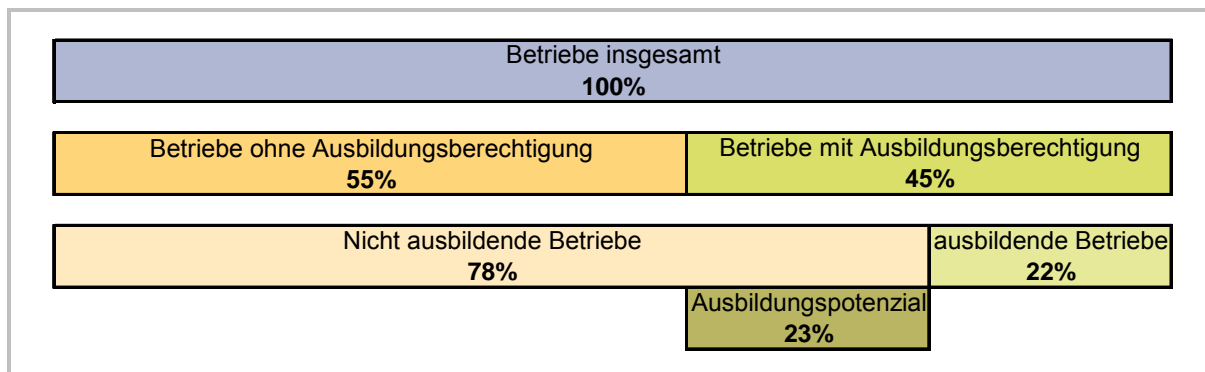 Betriebe insgesamt
100%
Betriebe ohne Ausbildungsberechtigung
55%
Betriebe mit Ausbildungsberechtigung
45%
Nicht ausbildende Betriebe
78%
ausbildende Betriebe
22%
Ausbildungspotenzial
23%